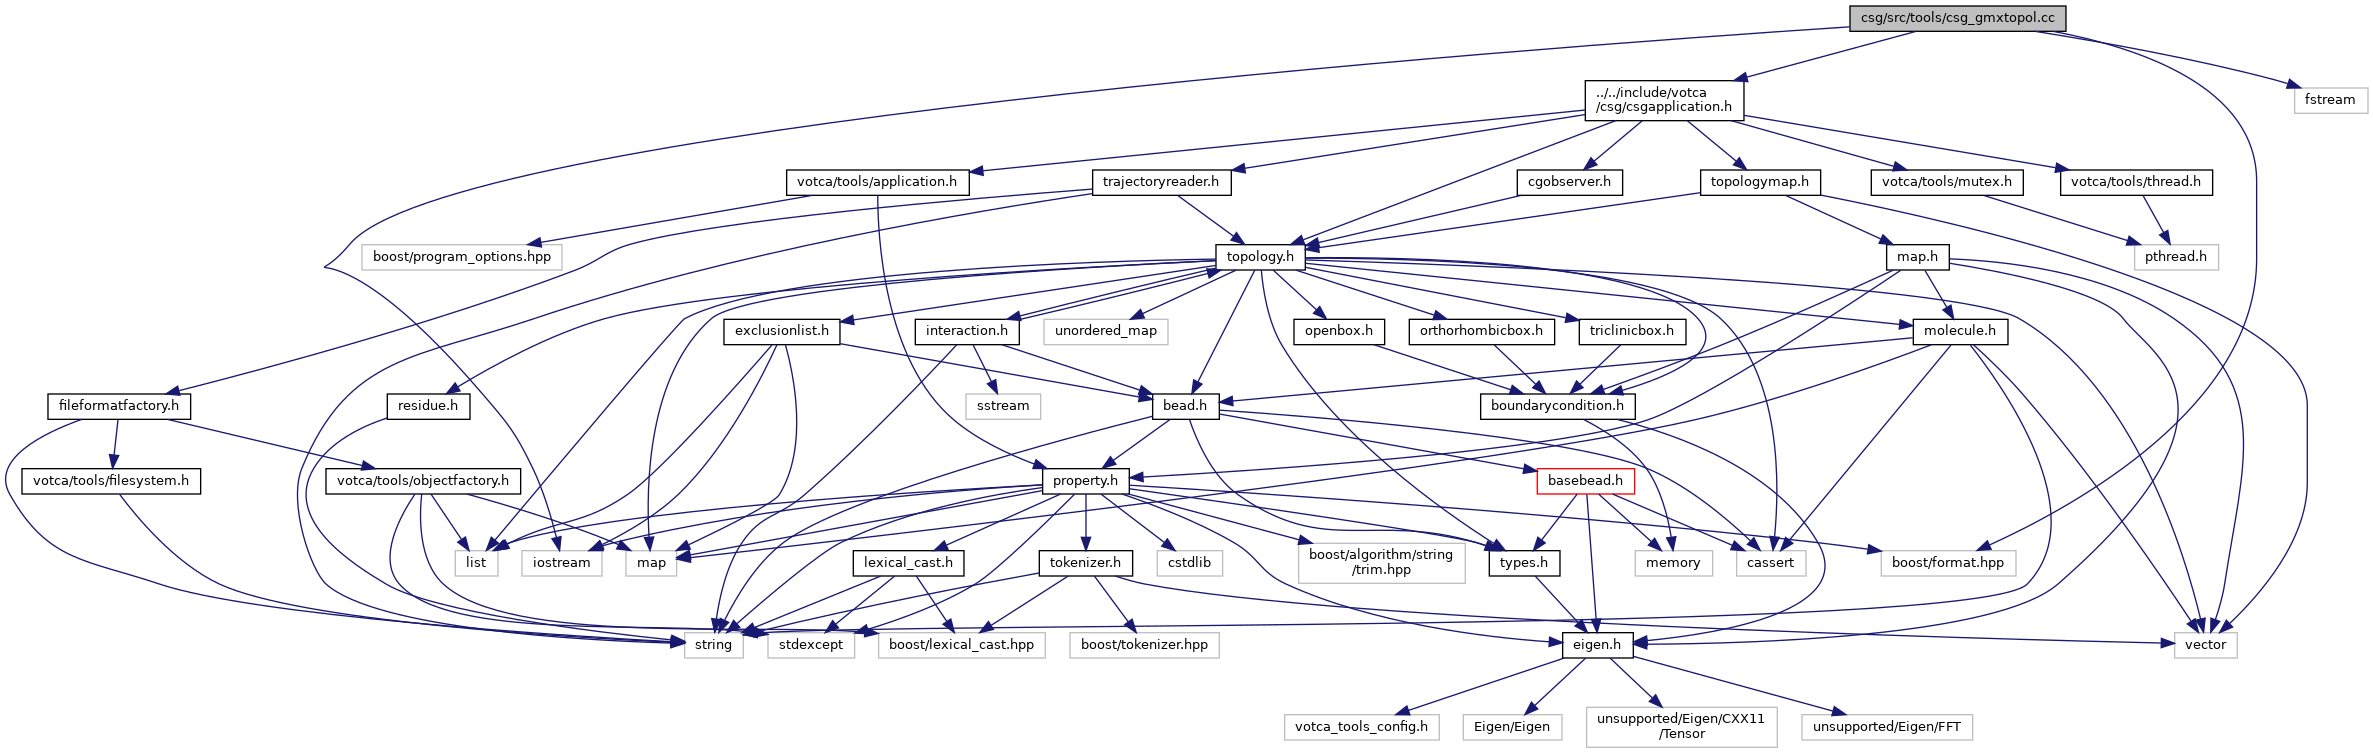 csg/src/tools/csg_gmxtopol.cc
../../include/votca
/csg/csgapplication.h
fstream
votca/tools/application.h
trajectoryreader.h
cgobserver.h
topologymap.h
votca/tools/mutex.h
votca/tools/thread.h
boost/program_options.hpp
topology.h
map.h
pthread.h
exclusionlist.h
interaction.h
unordered_map
openbox.h
orthorhombicbox.h
triclinicbox.h
molecule.h
fileformatfactory.h
residue.h
sstream
bead.h
boundarycondition.h
votca/tools/filesystem.h
votca/tools/objectfactory.h
property.h
basebead.h
list
iostream
map
lexical_cast.h
tokenizer.h
cstdlib
boost/algorithm/string
/trim.hpp
types.h
memory
cassert
boost/format.hpp
string
stdexcept
boost/lexical_cast.hpp
boost/tokenizer.hpp
eigen.h
vector
votca_tools_config.h
Eigen/Eigen
unsupported/Eigen/CXX11
/Tensor
unsupported/Eigen/FFT